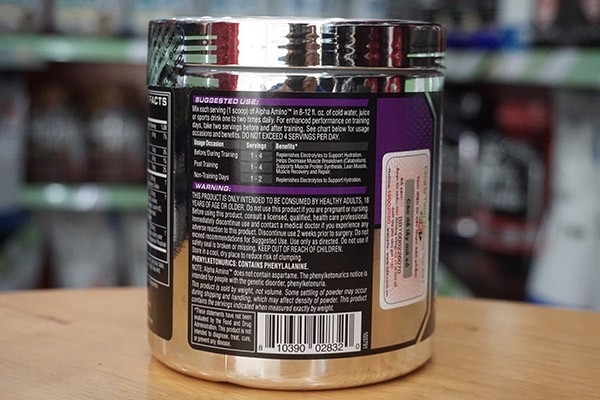 FACTS
SUGGESTED USE:
Mix each serving (1 scoop) of Alpha Amino™ in 8-12 fl. oz. of cold water, juice
or sports drink one to two times daily. For enhanced performance on training
days, take two servings before and after training. See chart below for usage
occasions and benefits. DO NOT EXCEED 4 SERVINGS PER DAY.
Usage Occasion Servings Benefits*
Before/During Training 1 - 4 Replenishes Electrolytes to Support Hydration.
Helps Decrease Muscle Breakdown (Catabolism).
Post Training 1 - 4 Supports Muscle Protein Synthesis, Lean Muscle,
Muscle Recovery and Repair.
Non-Training Days 1 - 2 Replenishes Electrolytes to Support Hydration.
WARNING:
THIS PRODUCT IS ONLY INTENDED TO BE CONSUMED BY HEALTHY ADULTS, 18
YEARS OF AGE OR OLDER. Do not use this product if you are pregnant or nursing.
Before using this product, consult a licensed, qualified, health care professional.
Immediately discontinue use and contact a medical doctor if you experience any
adverse reaction to this product. Discontinue use 2 weeks prior to surgery. Do not
exceed recommendations for Suggested Use. Use only as directed. Do not use if
safety seal is broken or missing. KEEP OUT OF REACH OF CHILDREN.
Store in a cool, dry place to reduce risk of clumping.
PHENYLKETONURICS: CONTAINS PHENYLALANINE.
NOTE: Alpha Amino™ does not contain aspartame. The phenylketonurics notice is
intended for people with the genetic disorder, phenylketonuria.
This product is sold by weight, not volume. Some settling of powder may occur
during shipping and handling, which may affect density of powder. This product
contains the servings indicated when measured exactly by weight.
*These statements have not been
evaluated by the Food and Drug
Administration. This product is not
intended to diagnose, treat, cure,
or prevent any disease.
8 10390 02832 0